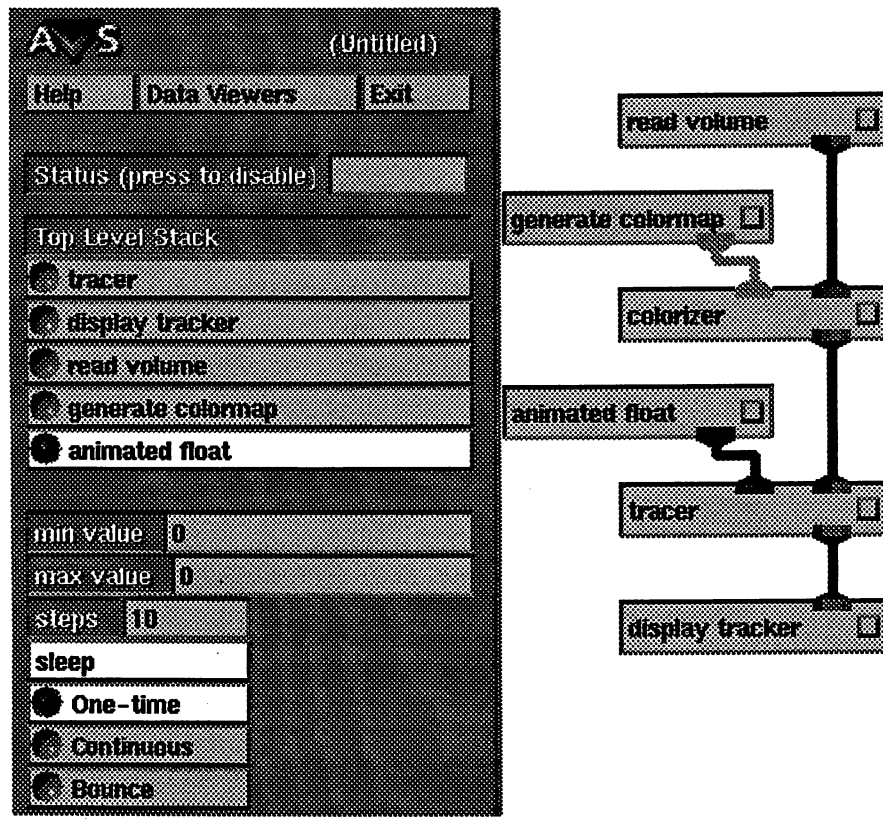 AVS (Untitled)
Help Data Viewers Exit
Status (press to disable)
Top Level Stack
tracer
display tracker
read volume
generate colormap
animated float
min value 0
max value 0
steps 10
sleep
One-time
Continuous
Bounce
read volume
generate colormap
colorizer
animated float
tracer
display tracker